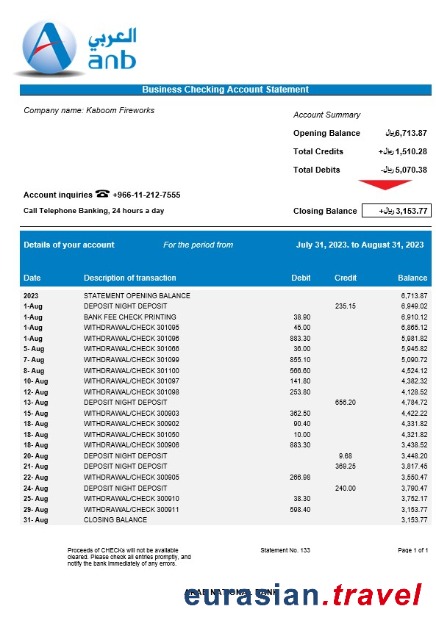 العربي
anb
Business Checking Account Statement
Company name: Kaboom Fireworks
Account Summary
Opening Balance ﷼6,713.87
Total Credits +﷼1,510.28
Total Debits -﷼5,070.38
Account inquiries ☎ +966-11-212-7555
Call Telephone Banking, 24 hours a day
Closing Balance +﷼3,153.77
Details of your account For the period from July 31, 2023. to August 31, 2023
Date Description of transaction Debit Credit Balance
2023 STATEMENT OPENING BALANCE 6,713.87
1-Aug DEPOSIT NIGHT DEPOSIT 235.15 6,949.02
1-Aug BANK FEE CHECK PRINTING 38.90 6,910.12
1-Aug WITHDRAWAL/CHECK 301095 45.00 6,865.12
1-Aug WITHDRAWAL/CHECK 301096 883.30 5,981.82
5- Aug WITHDRAWAL/CHECK 301066 36.00 5,945.82
7- Aug WITHDRAWAL/CHECK 301099 855.10 5,090.72
8- Aug WITHDRAWAL/CHECK 301100 566.60 4,524.12
10- Aug WITHDRAWAL/CHECK 301097 141.80 4,382.32
12- Aug WITHDRAWAL/CHECK 301098 253.80 4,128.52
13- Aug DEPOSIT NIGHT DEPOSIT 656.20 4,784.72
15- Aug WITHDRAWAL/CHECK 300903 362.50 4,422.22
18- Aug WITHDRAWAL/CHECK 300902 90.40 4,331.82
18- Aug WITHDRAWAL/CHECK 301050 10.00 4,321.82
18- Aug WITHDRAWAL/CHECK 300906 883.30 3,438.52
20- Aug DEPOSIT NIGHT DEPOSIT 9.68 3,448.20
21- Aug DEPOSIT NIGHT DEPOSIT 369.25 3,817.45
22- Aug WITHDRAWAL/CHECK 300905 266.98 3,550.47
24- Aug DEPOSIT NIGHT DEPOSIT 240.00 3,790.47
25- Aug WITHDRAWAL/CHECK 300910 38.30 3,752.17
29- Aug WITHDRAWAL/CHECK 300911 598.40 3,153.77
31- Aug CLOSING BALANCE 3,153.77
Proceeds of CHECKs will not be available Statement No. 133 Page 1 of 1
cleared. Please check all entries promptly, and
notify the bank immediately of any errors.
ARAB NATIONAL BANK
eurasian.travel